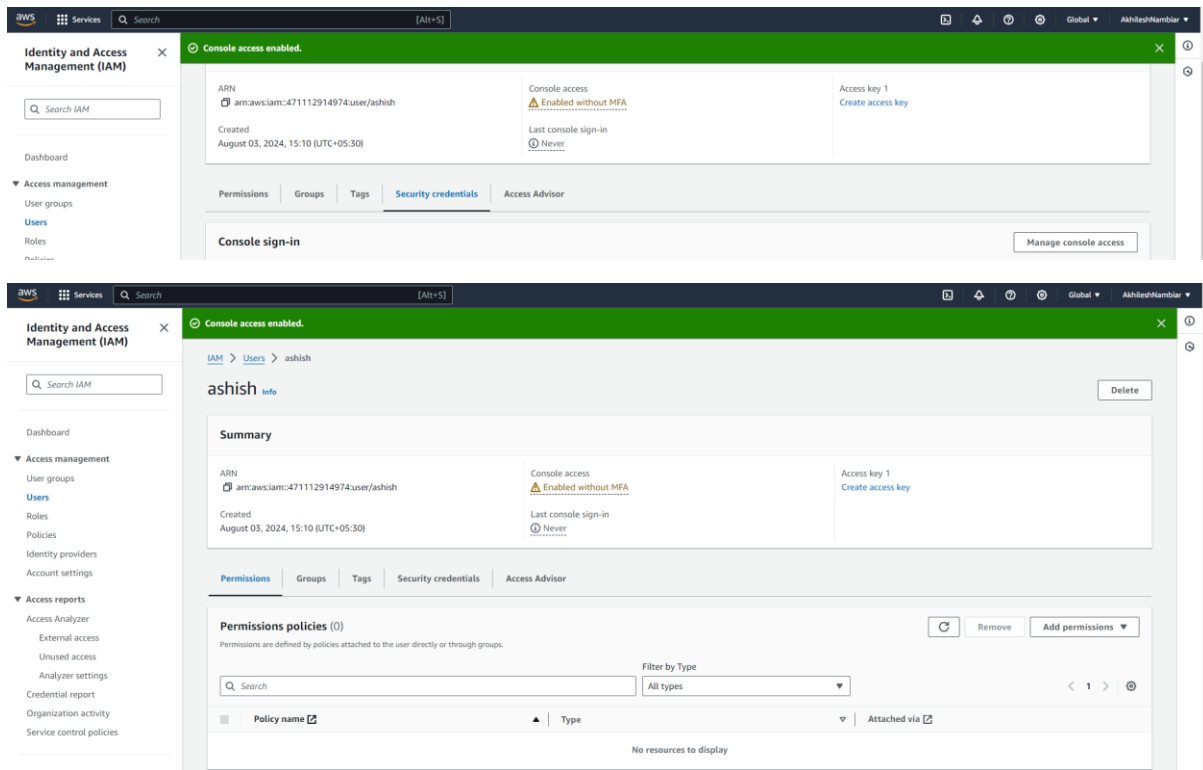 aws Services Search [Alt+S] Global AkhileshNambiar
Identity and Access Management (IAM)
Console access enabled.
Search IAM
Dashboard
Access management
User groups
Users
Roles
Policies
ARN Console access Access key 1
arn:aws:iam::471112914974:user/ashish Enabled without MFA Create access key
Created Last console sign-in
August 03, 2024, 15:10 (UTC+05:30) Never
Permissions Groups Tags Security credentials Access Advisor
Console sign-in Manage console access
aws Services Search [Alt+S] Global AkhileshNambiar
Identity and Access Management (IAM)
Console access enabled.
Search IAM
Dashboard
Access management
User groups
Users
Roles
Policies
Identity providers
Account settings
Access reports
Access Analyzer
External access
Unused access
Analyzer settings
Credential report
Organization activity
Service control policies
IAM > Users > ashish
ashish Info Delete
Summary
ARN Console access Access key 1
arn:aws:iam::471112914974:user/ashish Enabled without MFA Create access key
Created Last console sign-in
August 03, 2024, 15:10 (UTC+05:30) Never
Permissions Groups Tags Security credentials Access Advisor
Permissions policies (0) Remove Add permissions
Permissions are defined by policies attached to the user directly or through groups.
Filter by Type
Search All types < 1 >
Policy name Type Attached via
No resources to display